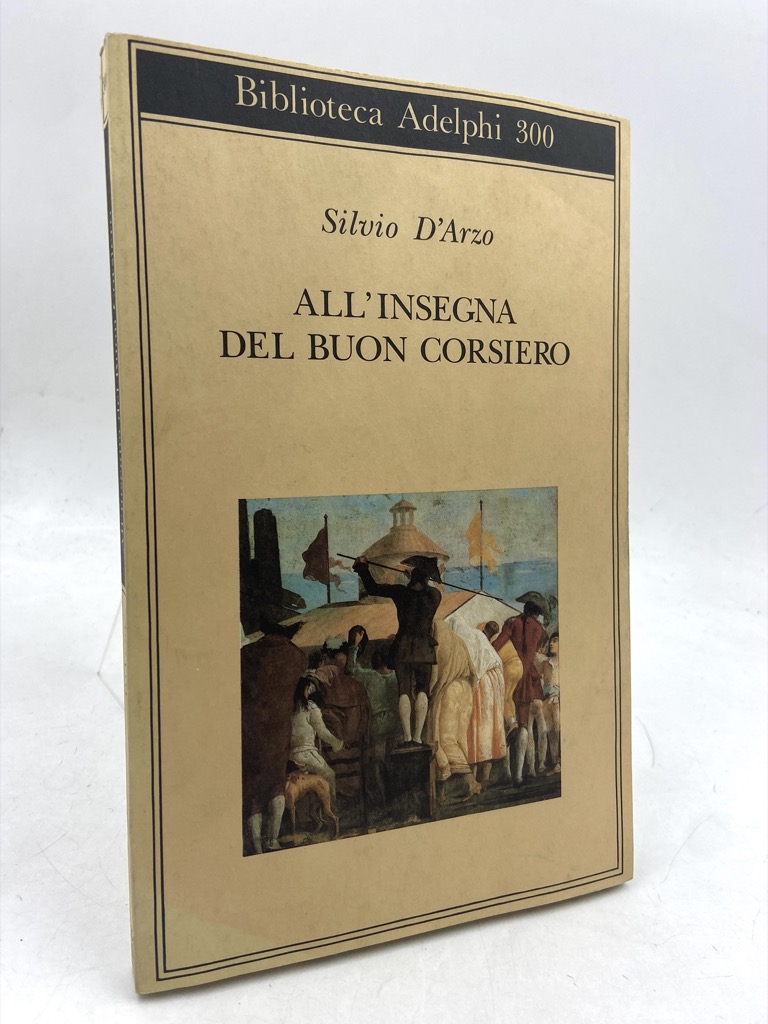 Biblioteca Adelphi 300
Silvio D'Arzo
ALL'INSEGNA
DEL BUON CORSIERO